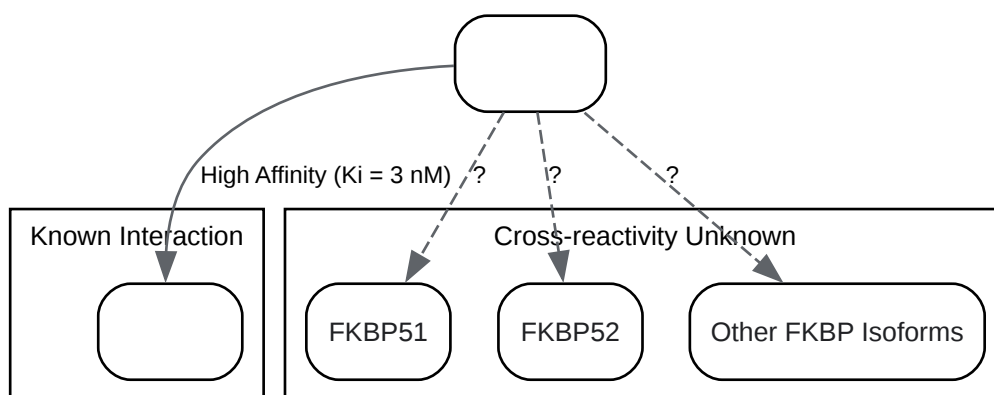 High Affinity (Ki = 3 nM)
?
?
?
Known Interaction
Cross-reactivity Unknown
FKBP51
FKBP52
Other FKBP Isoforms